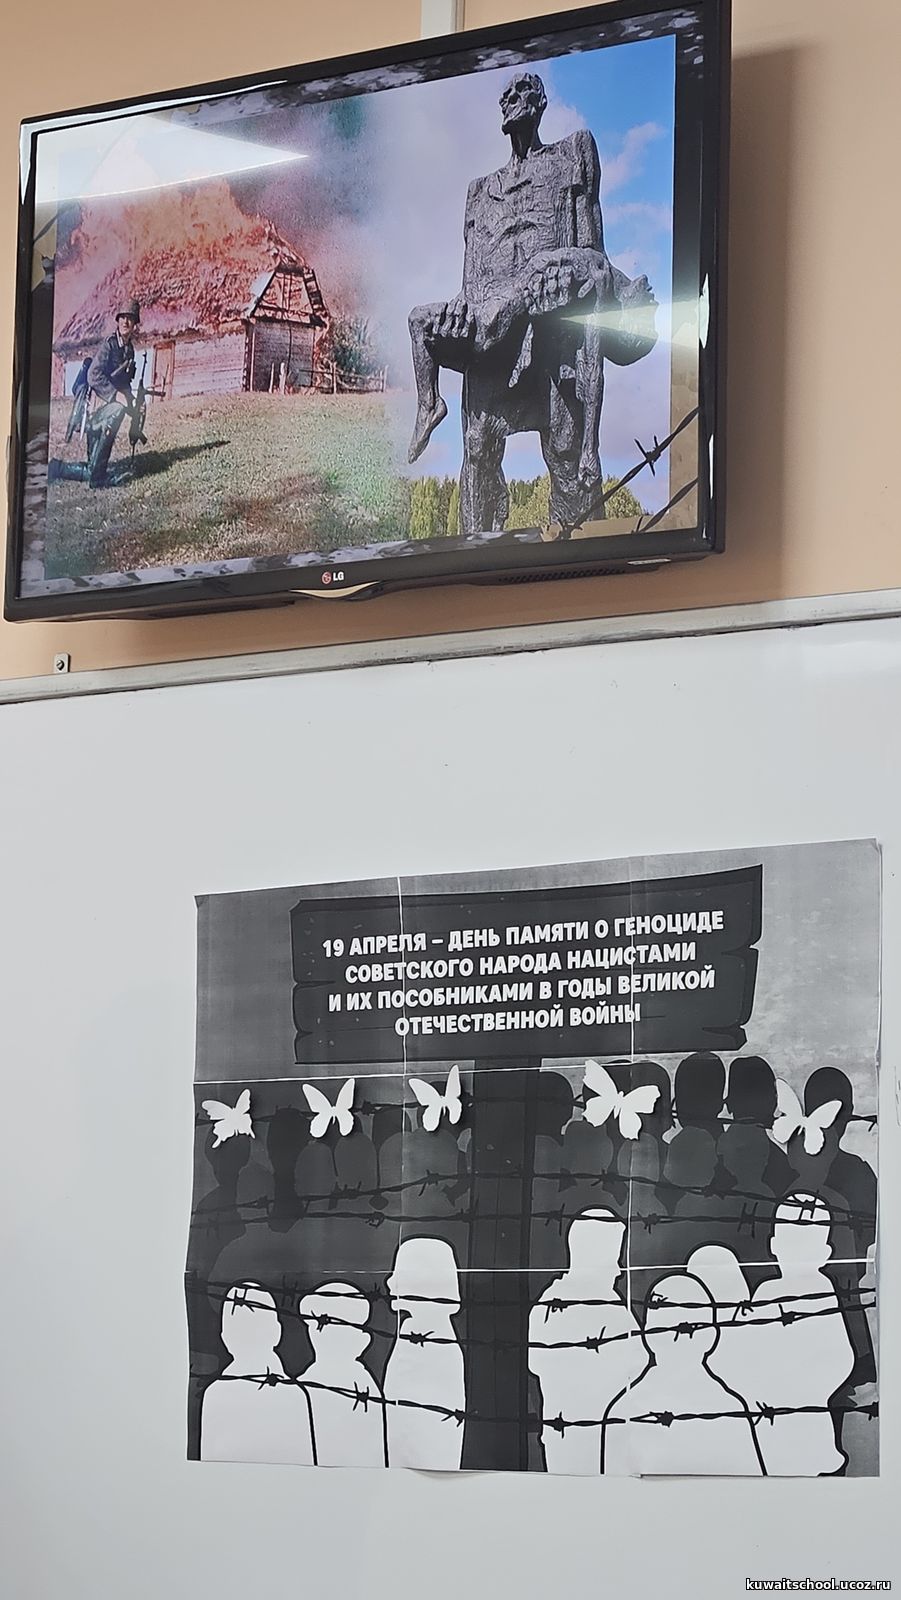 LG
19 АПРЕЛЯ – ДЕНЬ ПАМЯТИ О ГЕНОЦИДЕ
СОВЕТСКОГО НАРОДА НАЦИСТАМИ
И ИХ ПОСОБНИКАМИ В ГОДЫ ВЕЛИКОЙ
ОТЕЧЕСТВЕННОЙ ВОЙНЫ
kuwaitschool.ucoz.ru